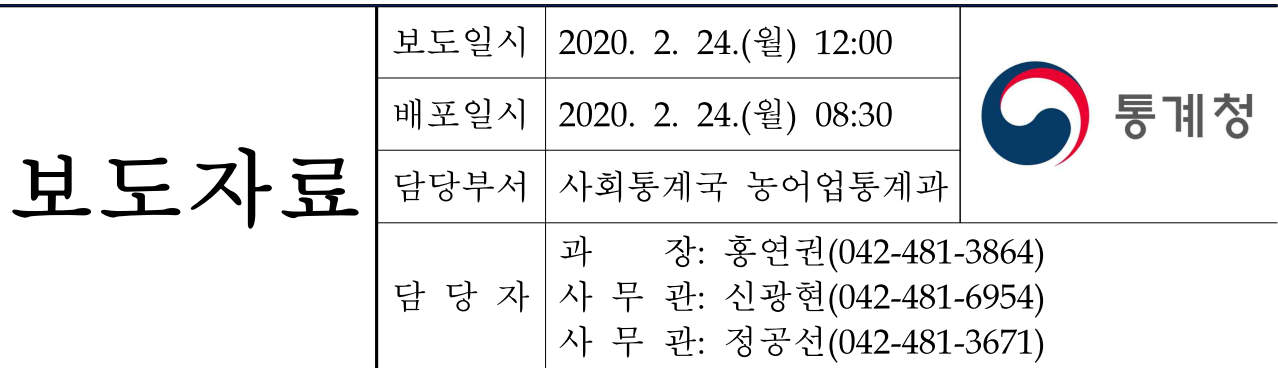 보도자료
보도일시 2020. 2. 24.(월) 12:00
배포일시 2020. 2. 24.(월) 08:30
담당부서 사회통계국 농어업통계과
담 당 자
과 장: 홍연권(042-481-3864)
사 무 관: 신광현(042-481-6954)
사 무 관: 정공선(042-481-3671)
통계청